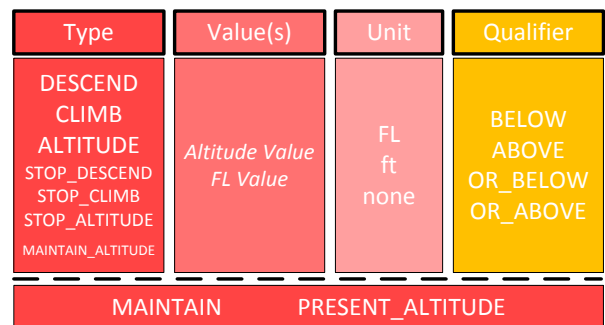 Type
Value(s)
Unit
Qualifier
DESCEND
CLIMB
ALTITUDE
STOP_DESCEND
STOP_CLIMB
STOP_ALTITUDE
MAINTAIN_ALTITUDE
Altitude Value
FL Value
FL
ft
none
BELOW
ABOVE
OR_BELOW
OR_ABOVE
MAINTAIN PRESENT_ALTITUDE